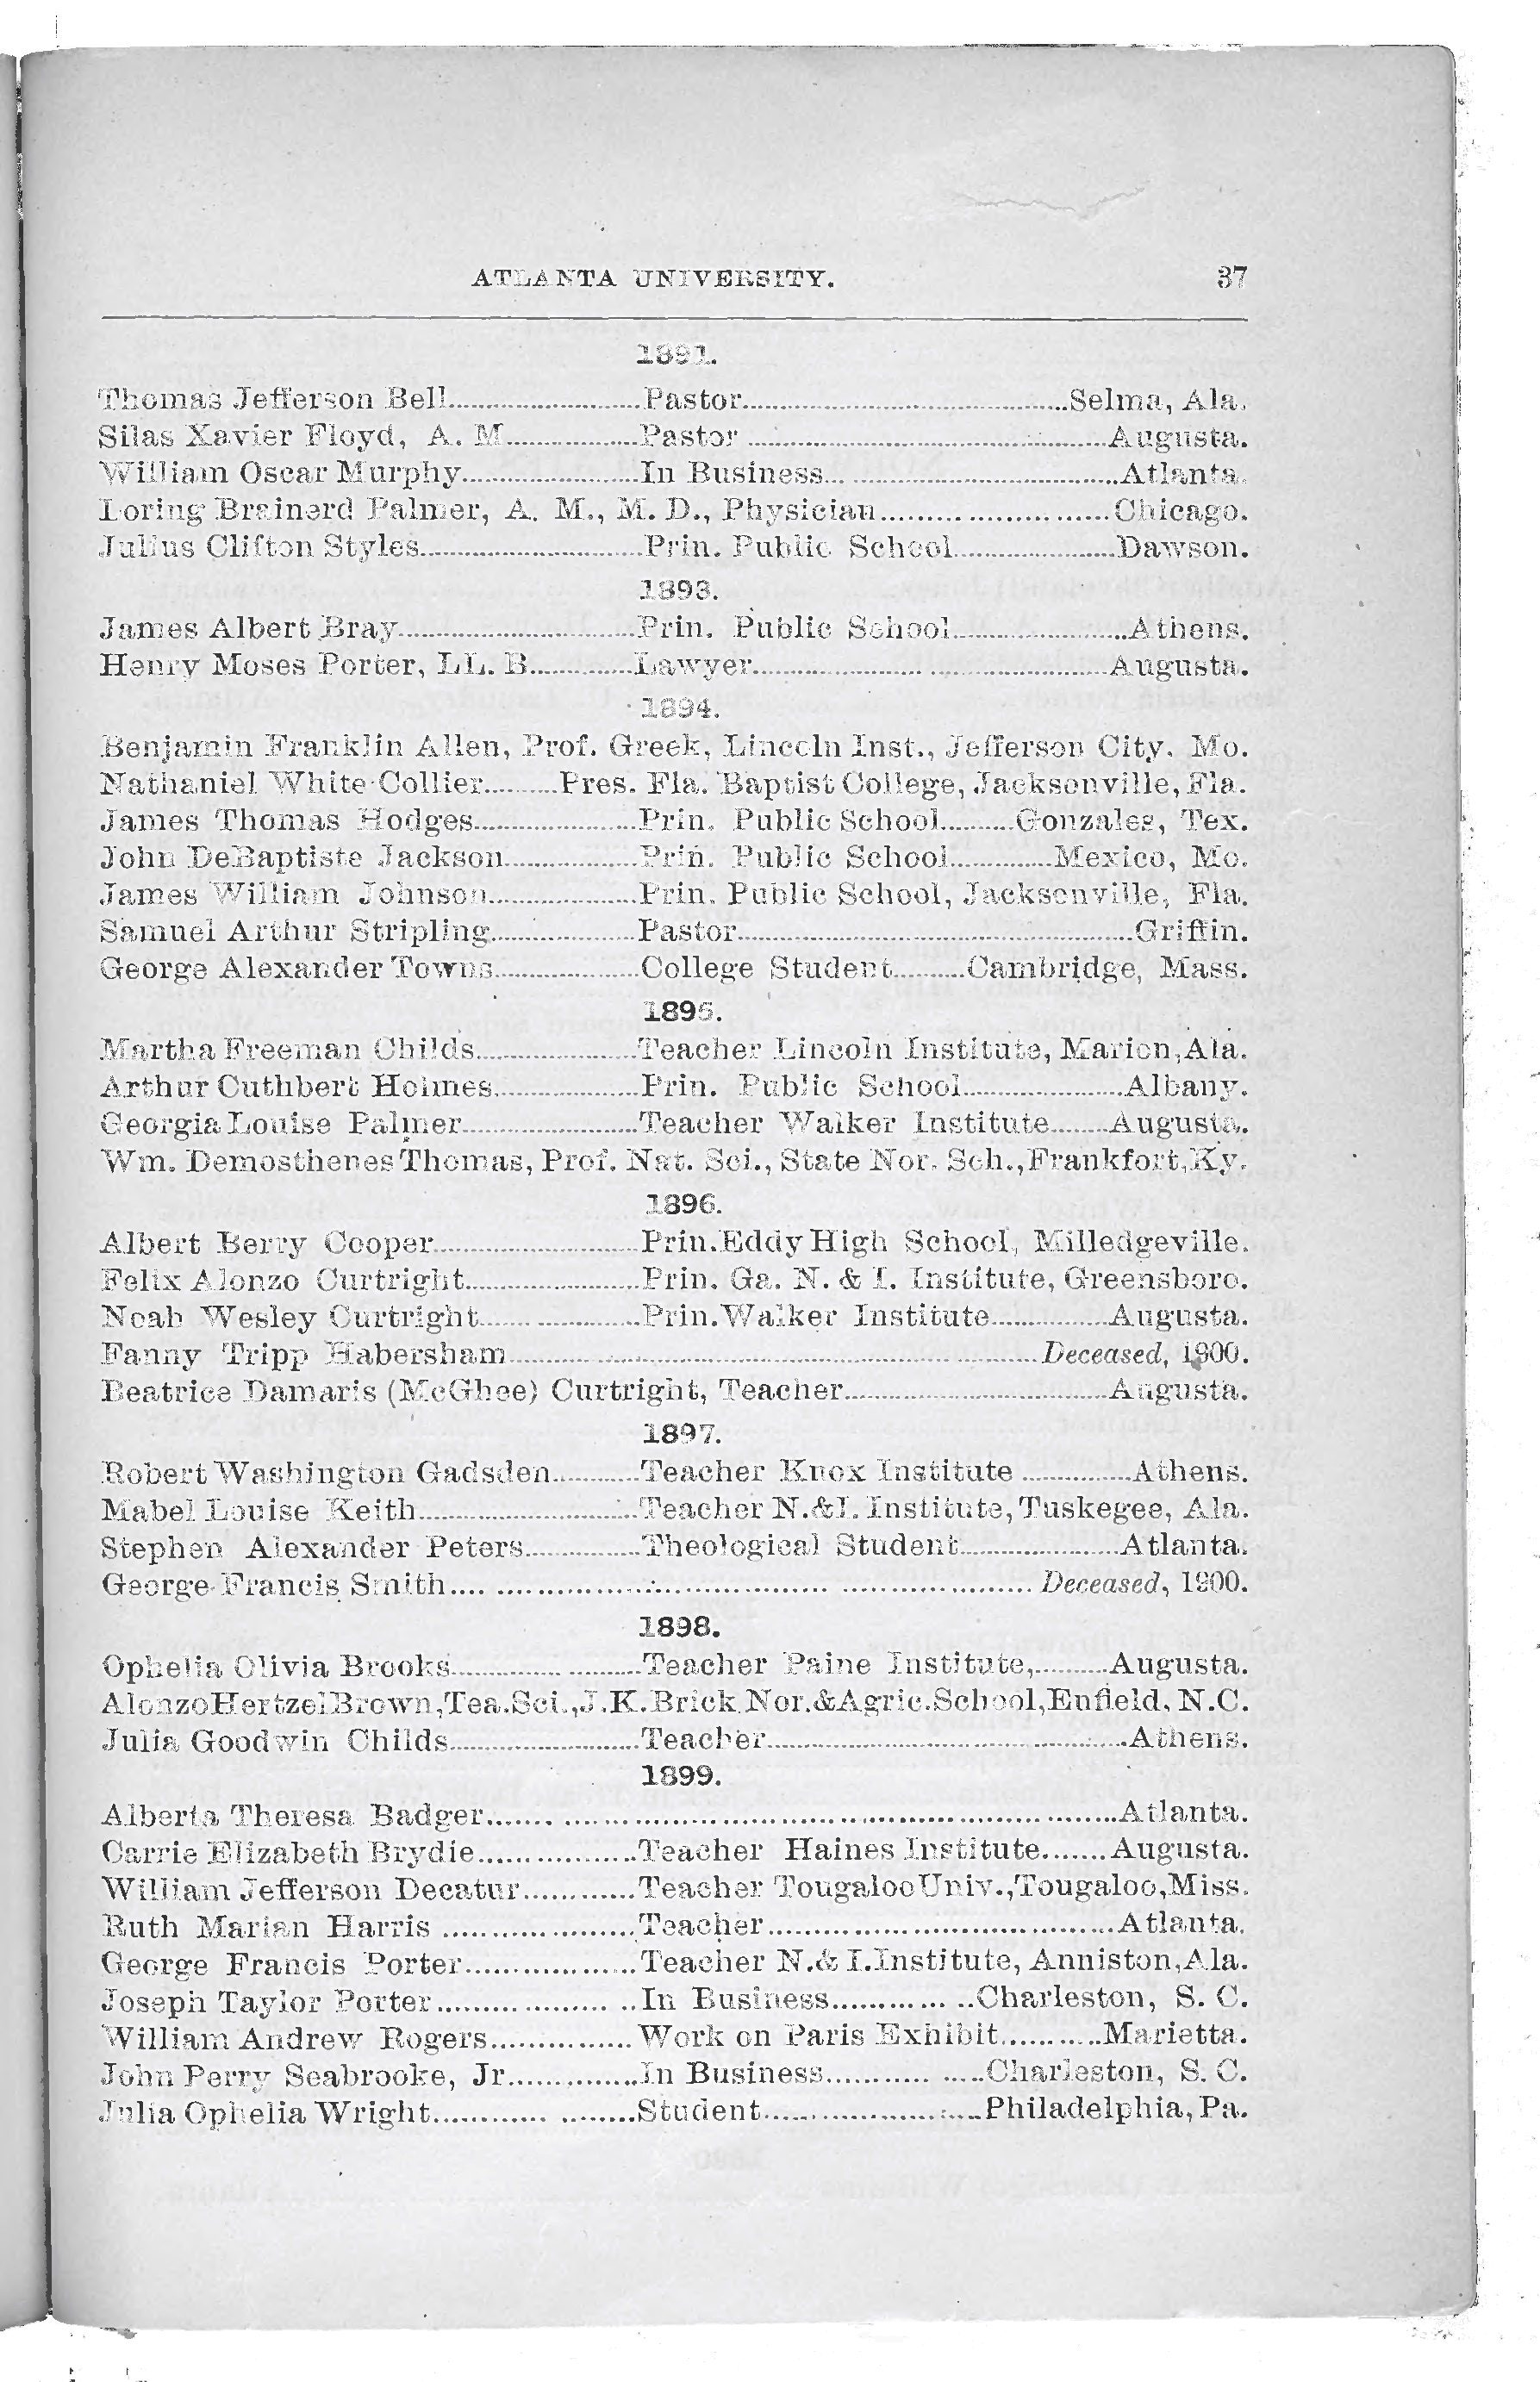 ATLANTA UNIVERSITY. 37
1891.
Thomas Jefferson Bell..........Pastor..........Selma, Ala.
Silas Xavier Floyd, A. M..........Pastor..........Augusta.
William Oscar Murphy..........In Business..........Atlanta.
Loring Brainerd Palmer, A. M., M. D., Physician..........Chicago.
Julius Clifton Styles..........Prin. Public School..........Dawson.
1893.
James Albert Bray..........Prin. Public School..........Athens.
Henry Moses Porter, LL. B..........Lawyer..........Augusta.
1894.
Benjamin Franklin Allen, Prof. Greek, Lincoln Inst., Jefferson City, Mo.
Nathaniel White Collier..........Pres. Fla. Baptist College, Jacksonville, Fla.
James Thomas Hodges..........Prin. Public School..........Gonzales, Tex.
John DeBaptiste Jackson..........Prin. Public School..........Mexico, Mo.
James William Johnson..........Prin. Public School, Jacksonville, Fla.
Samuel Arthur Stripling..........Pastor..........Griffin.
George Alexander Towns..........College Student..........Cambridge, Mass.
1895.
Martha Freeman Childs..........Teacher Lincoln Institute, Marion, Ala.
Arthur Cuthbert Holmes..........Prin. Public School..........Albany.
Georgia Louise Palmer..........Teacher Walker Institute..........Augusta.
Wm. Demosthenes Thomas, Prof. Nat. Sci., State Nor. Sch., Frankfort, Ky.
1896.
Albert Berry Cooper..........Prin. Eddy High School, Milledgeville.
Felix Alonzo Curtright..........Prin. Ga. N. & I. Institute, Greensboro.
Noah Wesley Curtright..........Prin. Walker Institute..........Augusta.
Fanny Tripp Habersham..........Deceased, 1900.
Beatrice Damaris (McGhee) Curtright, Teacher..........Augusta.
1897.
Robert Washington Gadsden..........Teacher Knox Institute..........Athens.
Mabel Louise Keith..........Teacher N. & I. Institute, Tuskegee, Ala.
Stephen Alexander Peters..........Theological Student..........Atlanta.
George Francis Smith..........Deceased, 1900.
1898.
Ophelia Olivia Brooks..........Teacher Paine Institute,..........Augusta.
Alonzo Hertzel Brown, Tea. Sci., J. K. Brick Nor. & Agric. School, Enfield, N. C.
Julia Goodwin Childs..........Teacher..........Athens.
1899.
Alberta Theresa Badger..........Atlanta.
Carrie Elizabeth Brydie..........Teacher Haines Institute..........Augusta.
William Jefferson Decatur..........Teacher Tougaloo Univ., Tougaloo, Miss.
Ruth Marian Harris..........Teacher..........Atlanta.
George Francis Porter..........Teacher N. & I. Institute, Anniston, Ala.
Joseph Taylor Porter..........In Business..........Charleston, S. C.
William Andrew Rogers..........Work on Paris Exhibit..........Marietta.
John Perry Seabrooke, Jr..........In Business..........Charleston, S. C.
Julia Ophelia Wright..........Student..........Philadelphia, Pa.